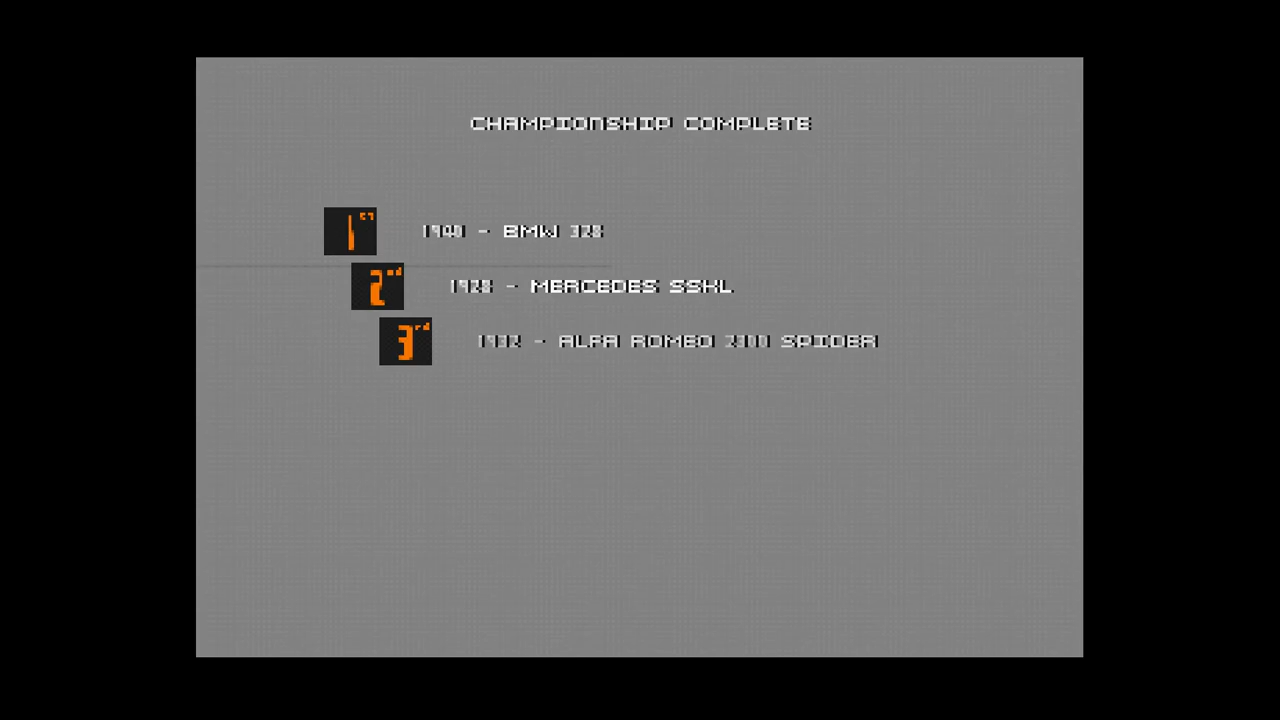 CHAMPIONSHIP COMPLETE
1st 1940 - BMW 328
2nd 1928 - MERCEDES SSKL
3rd 1932 - ALFA ROMEO 2300 SPIDER